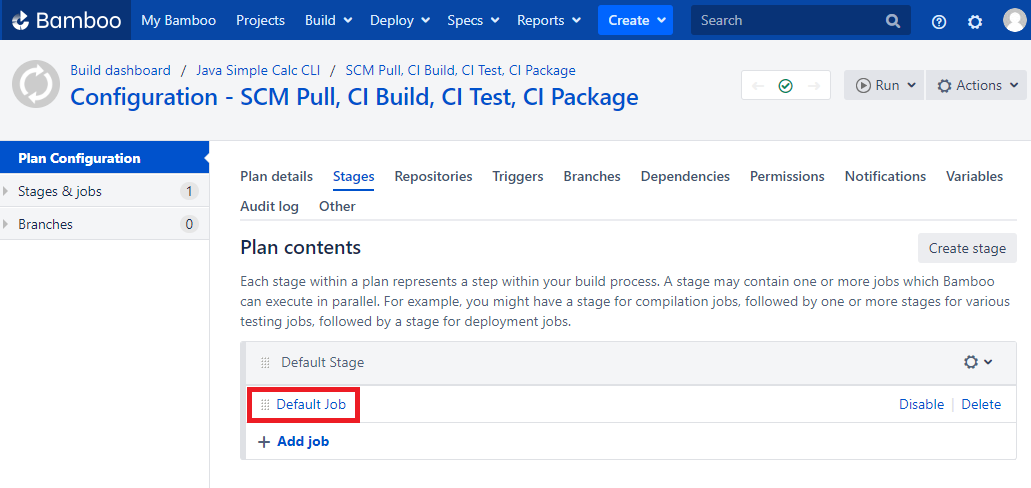 Bamboo My Bamboo Projects Build Deploy Specs Reports Create Search
Build dashboard / Java Simple Calc CLI / SCM Pull, CI Build, CI Test, CI Package
Configuration - SCM Pull, CI Build, CI Test, CI Package
Run Actions
Plan Configuration
Stages & jobs 1
Branches 0
Plan details Stages Repositories Triggers Branches Dependencies Permissions Notifications Variables
Audit log Other
Plan contents
Create stage
Each stage within a plan represents a step within your build process. A stage may contain one or more jobs which Bamboo
can execute in parallel. For example, you might have a stage for compilation jobs, followed by one or more stages for various
testing jobs, followed by a stage for deployment jobs.
Default Stage
Default Job Disable | Delete
+ Add job